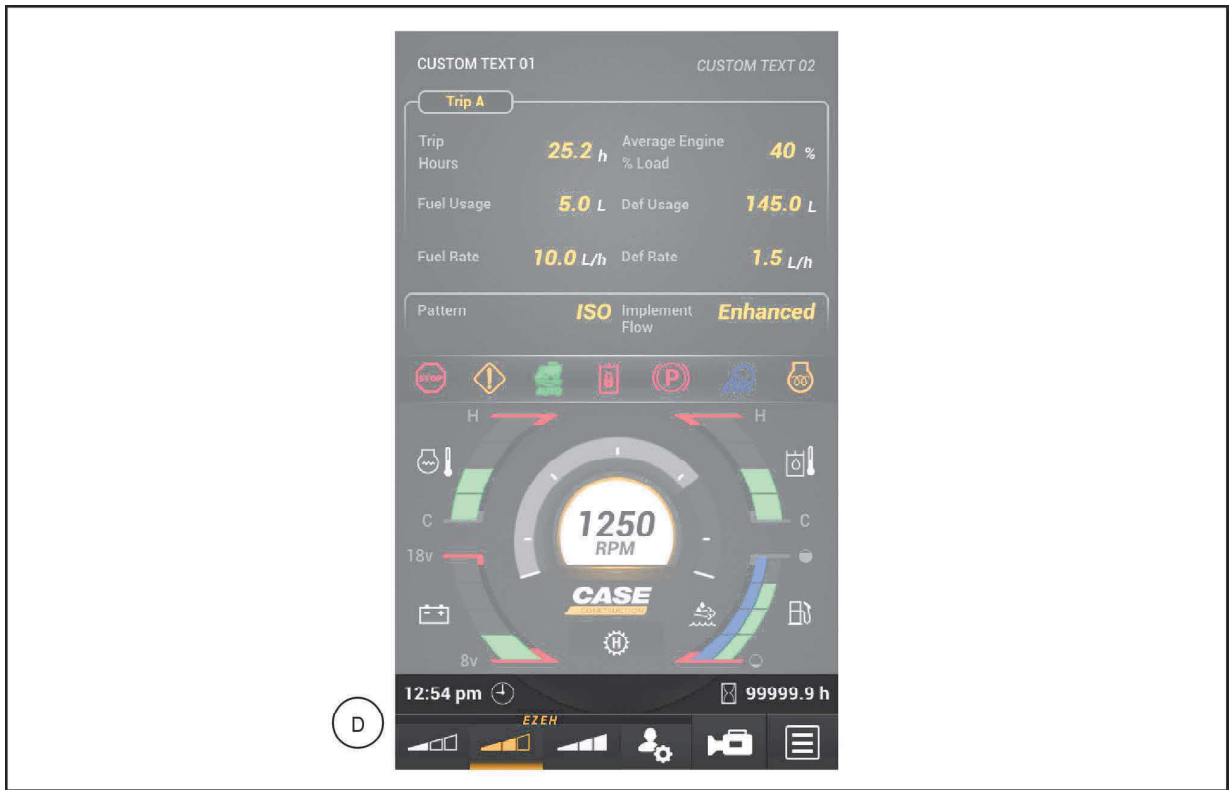 CUSTOM TEXT 01 CUSTOM TEXT 02
Trip A
Trip Hours 25.2 h Average Engine % Load 40 %
Fuel Usage 5.0 L Def Usage 145.0 L
Fuel Rate 10.0 L/h Def Rate 1.5 L/h
Pattern ISO Implement Flow Enhanced
STOP
AUTO
P
H H
C C
1250
RPM
18v
CASE
CONSTRUCTION
H
8v
12:54 pm 99999.9 h
D
EZEH